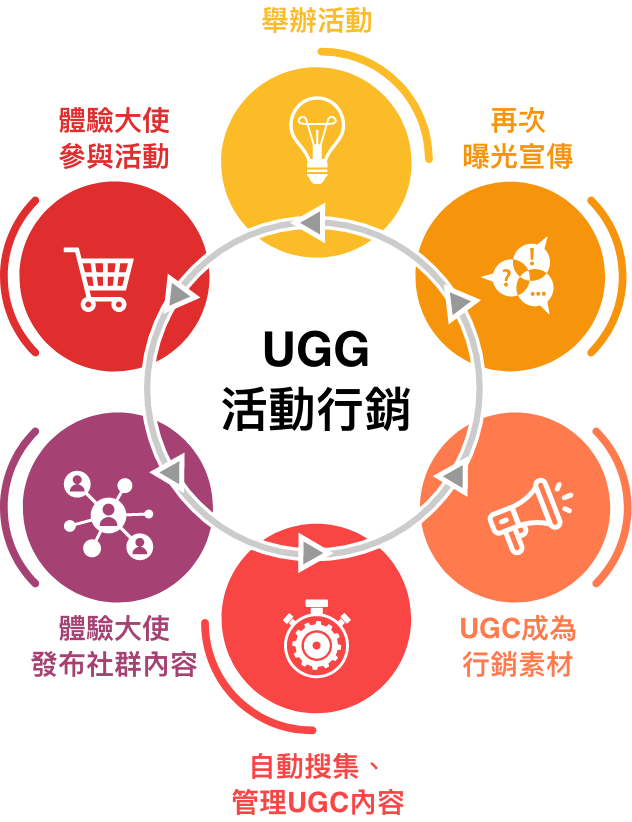 舉辦活動
體驗大使
參與活動
再次
曝光宣傳
?
!
...
UGG
活動行銷
體驗大使
發布社群內容
UGC成為
行銷素材
自動搜集、
管理UGC內容